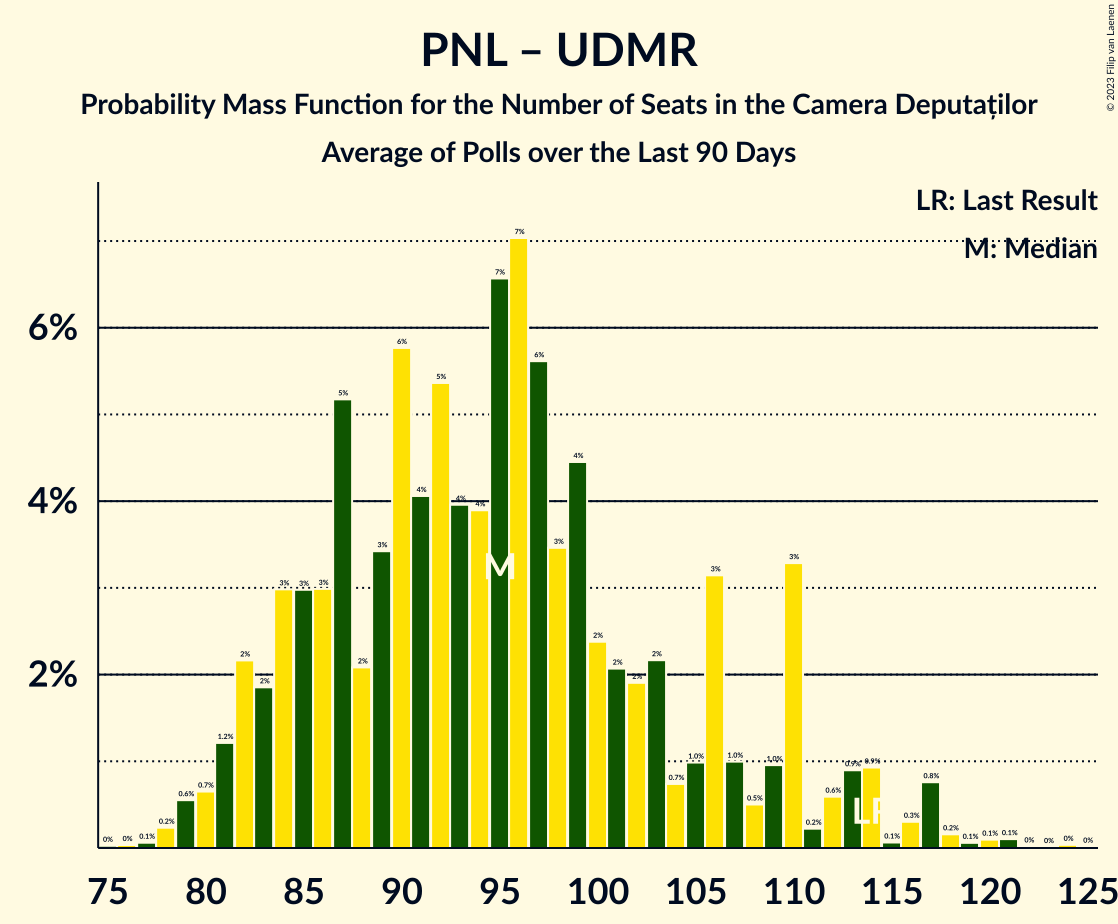 PNL – UDMR
Probability Mass Function for the Number of Seats in the Camera Deputaților
Average of Polls over the Last 90 Days
© 2023 Filip van Laenen
LR: Last Result
M: Median
6%
4%
2%
0% 0% 0.1% 0.2% 0.6% 0.7% 1.2% 2% 2% 3% 3% 3% 5% 2% 3% 6% 4% 5% 4% 4% 7% 7% 6% 3% 4% 2% 2% 2% 2% 0.7% 1.0% 3% 1.0% 0.5% 1.0% 3% 0.2% 0.6% 0.9% 0.9% 0.1% 0.3% 0.8% 0.2% 0.1% 0.1% 0.1% 0% 0% 0% 0%
M
LR
75 80 85 90 95 100 105 110 115 120 125